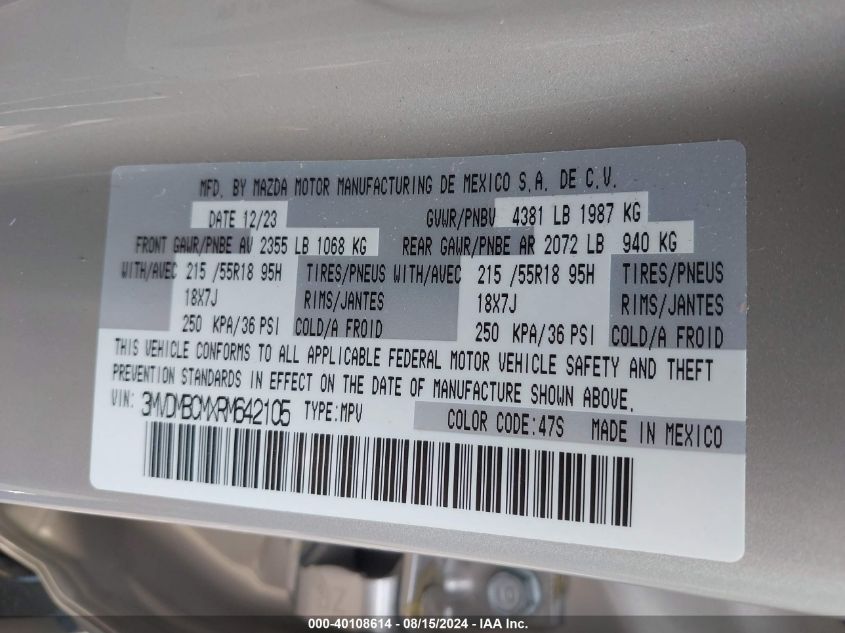 MFD. BY MAZDA MOTOR MANUFACTURING DE MEXICO S.A. DE C.V.
DATE 12/23 GVWR/PNBV 4381 LB 1987 KG
FRONT GAWR/PNBE AV 2355 LB 1068 KG REAR GAWR/PNBE AR 2072 LB 940 KG
WITH/AVEC 215 /55R18 95H TIRES/PNEUS WITH/AVEC 215 /55R18 95H TIRES/PNEUS
18X7J RIMS/JANTES 18X7J RIMS/JANTES
250 KPA/36 PSI COLD/A FROID 250 KPA/36 PSI COLD/A FROID
THIS VEHICLE CONFORMS TO ALL APPLICABLE FEDERAL MOTOR VEHICLE SAFETY AND THEFT
PREVENTION STANDARDS IN EFFECT ON THE DATE OF MANUFACTURE SHOWN ABOVE.
VIN: 3MVDMBCMXRM642105 TYPE:MPV COLOR CODE:47S MADE IN MEXICO
000-40108614 - 08/15/2024 - IAA Inc.